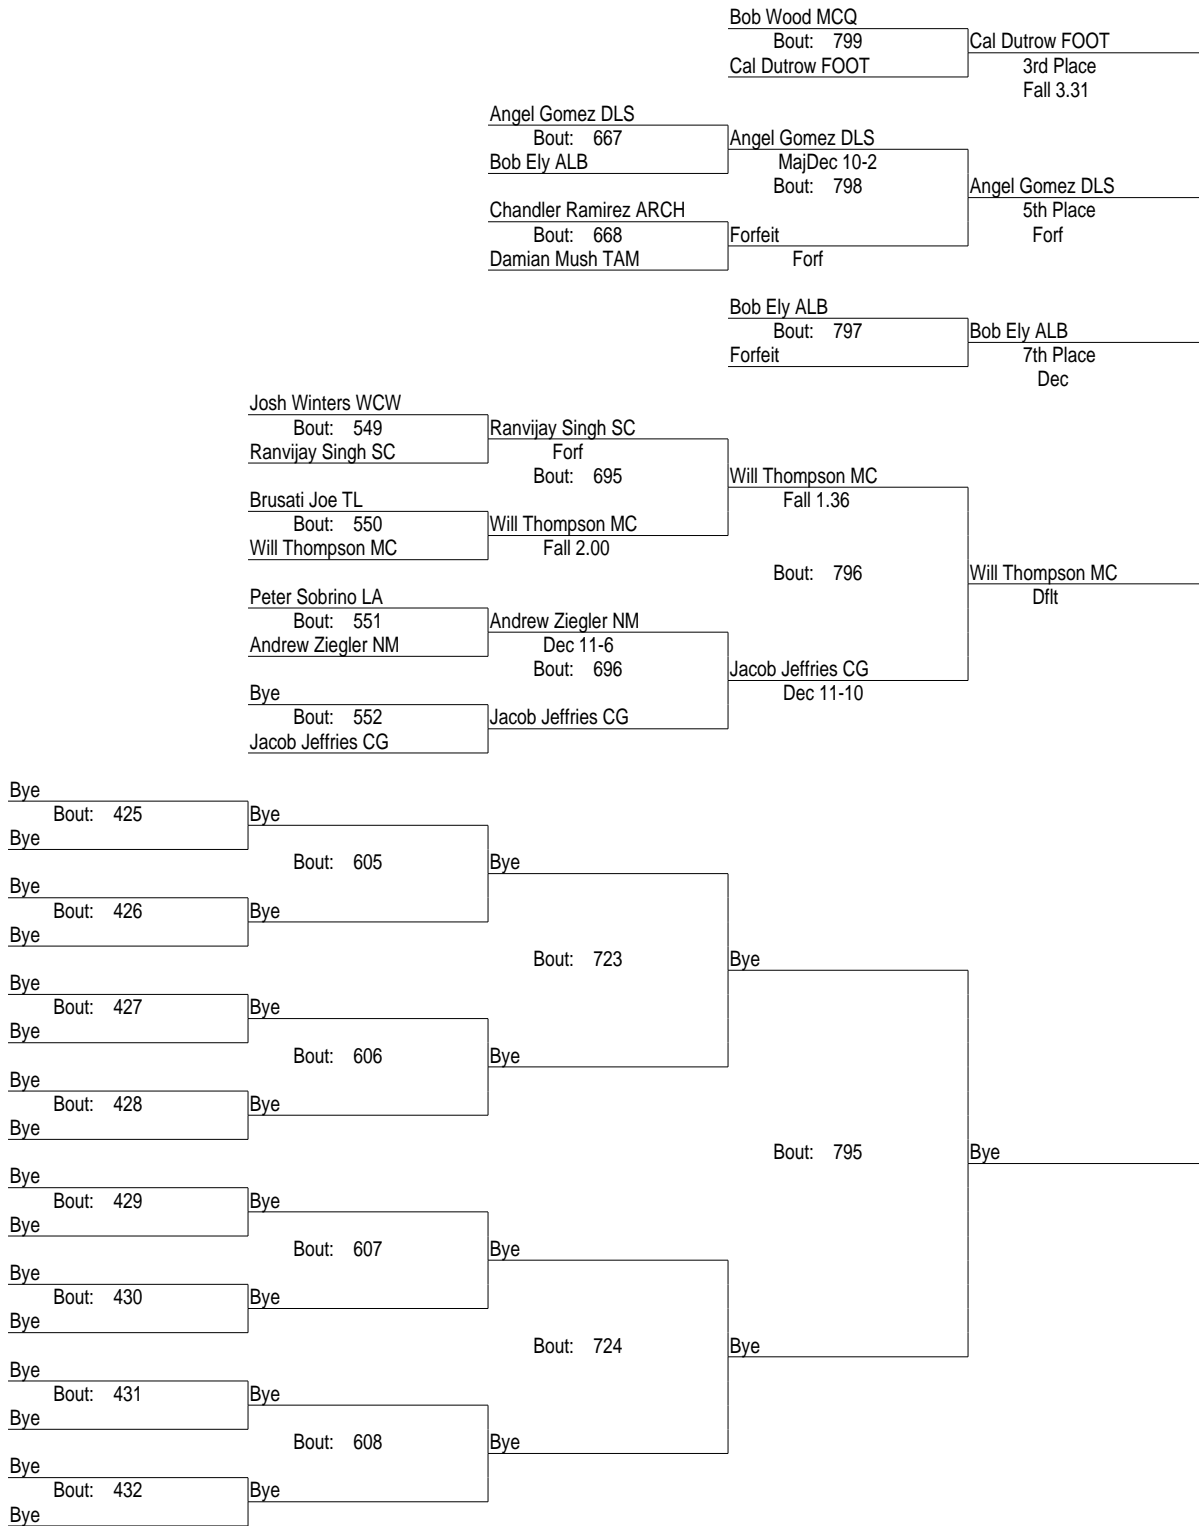 Bob Wood MCQ
Bout: 799
Cal Dutrow FOOT
Cal Dutrow FOOT
3rd Place
Fall 3.31
Angel Gomez DLS
Bout: 667
Bob Ely ALB
Angel Gomez DLS
MajDec 10-2
Bout: 798
Angel Gomez DLS
5th Place
Forf
Chandler Ramirez ARCH
Bout: 668
Damian Mush TAM
Forfeit
Forf
Bob Ely ALB
Bout: 797
Forfeit
Bob Ely ALB
7th Place
Dec
Josh Winters WCW
Bout: 549
Ranvijay Singh SC
Ranvijay Singh SC
Forf
Bout: 695
Will Thompson MC
Fall 1.36
Brusati Joe TL
Bout: 550
Will Thompson MC
Will Thompson MC
Fall 2.00
Bout: 796
Will Thompson MC
Dflt
Peter Sobrino LA
Bout: 551
Andrew Ziegler NM
Andrew Ziegler NM
Dec 11-6
Bout: 696
Jacob Jeffries CG
Dec 11-10
Bye
Bout: 552
Jacob Jeffries CG
Jacob Jeffries CG
Bye
Bout: 425
Bye
Bye
Bout: 605
Bye
Bye
Bout: 426
Bye
Bye
Bout: 723
Bye
Bye
Bout: 427
Bye
Bye
Bout: 606
Bye
Bye
Bout: 428
Bye
Bye
Bout: 795
Bye
Bye
Bout: 429
Bye
Bye
Bout: 607
Bye
Bye
Bout: 430
Bye
Bye
Bout: 724
Bye
Bye
Bout: 431
Bye
Bye
Bout: 608
Bye
Bye
Bout: 432
Bye
Bye